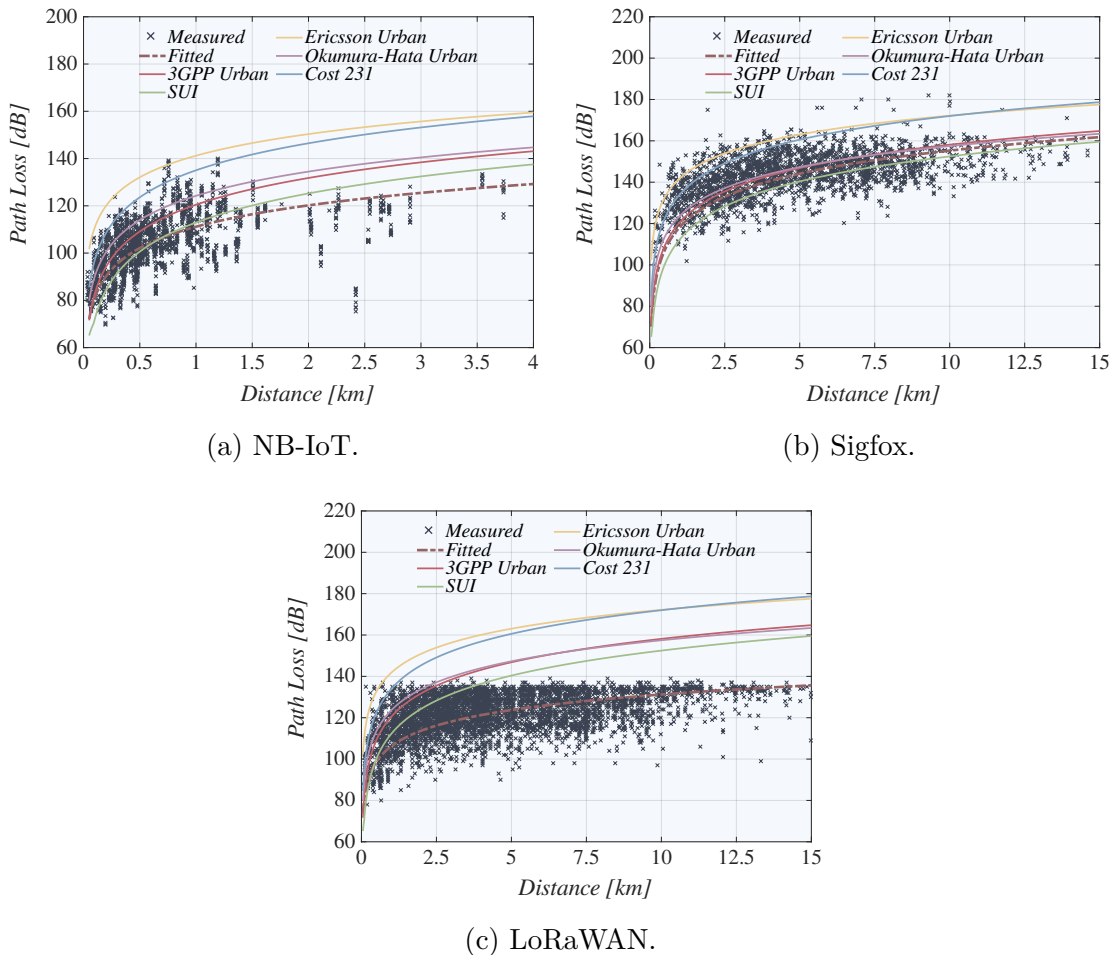 200
180
160
140
120
100
80
60
0
0.5
1
1.5
2
2.5
3
3.5
4
Path Loss [dB]
Distance [km]
Measured
Fitted
3GPP Urban
SUI
Ericsson Urban
Okumura-Hata Urban
Cost 231
(a) NB-IoT.
220
200
180
160
140
120
100
80
60
0
2.5
5
7.5
10
12.5
15
Path Loss [dB]
Distance [km]
Measured
Fitted
3GPP Urban
SUI
Ericsson Urban
Okumura-Hata Urban
Cost 231
(b) Sigfox.
220
200
180
160
140
120
100
80
60
0
2.5
5
7.5
10
12.5
15
Path Loss [dB]
Distance [km]
Measured
Fitted
3GPP Urban
SUI
Ericsson Urban
Okumura-Hata Urban
Cost 231
(c) LoRaWAN.